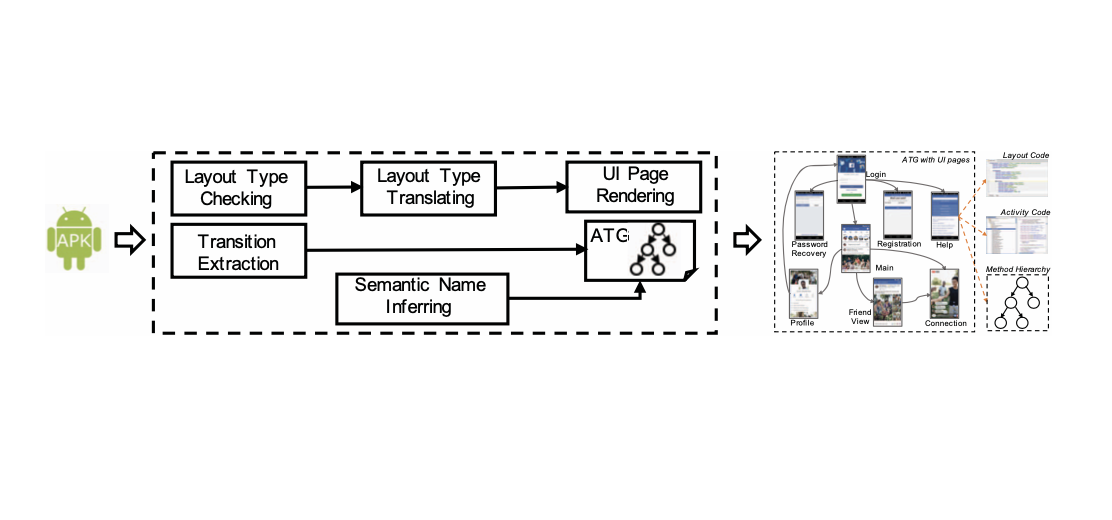 APK
Layout Type
Checking
Layout Type
Translating
UI Page
Rendering
Transition
Extraction
ATG
Semantic Name
Inferring
ATG with UI pages
Login
Password
Recovery
Registration
Help
Main
Profile
Friend
View
Connection
Layout Code
Activity Code
Method Hierarchy